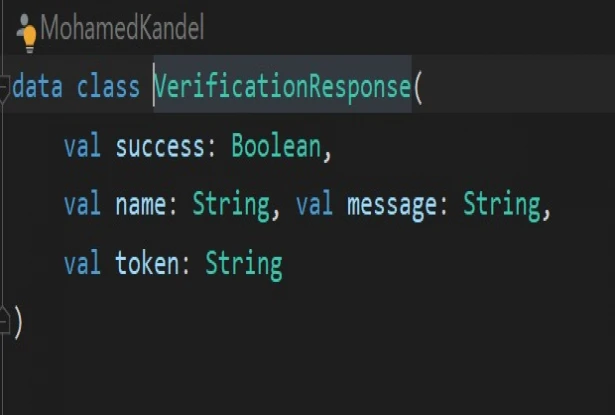 MohamedKandel
data class VerificationResponse(
val success: Boolean,
val name: String, val message: String,
val token: String
)